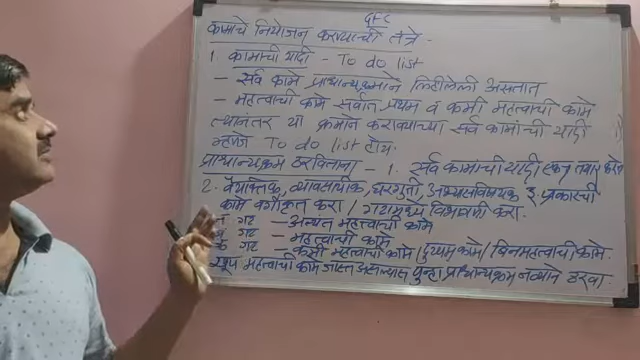 GFC
कामाचे नियोजन करायची तंत्रे -
1. कामाची यादी - To do list
- सर्व कामे प्राधान्यक्रमाने लिहीलेली असतात
- महत्वाची कामे सर्वात प्रथम व कमी महत्वाची कामे
त्यानंतर या क्रमाने करावयाच्या सर्व कामांची यादी
म्हणजे To do list होय.
प्राधान्यक्रम ठरविताना - 1. सर्व कामाची यादी एकत्र तयार करणे
2. वैयक्तिक, व्यावसायिक, घरगुती, अभ्यासविषयक इ. प्रकारची
कामे वर्गीकृत करा / गटामध्ये विभागणी करा.
गट - अत्यंत महत्वाची कामे
ब गट - महत्वाची कामे
क गट - कमी महत्वाची कामे / दुय्यम कामे / बिनमहत्वाची कामे.
खूप महत्वाची कामे जास्त असल्यास पुन्हा प्राधान्यक्रम नव्याने ठरवा.